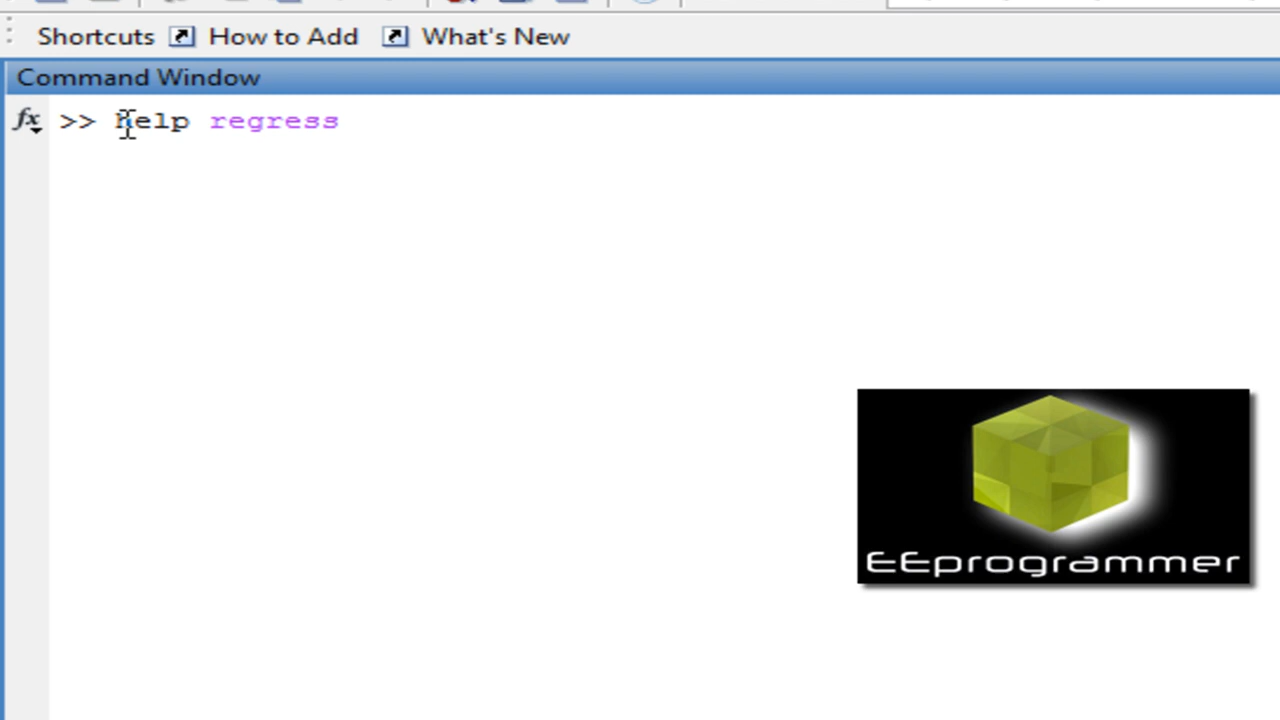 Shortcuts How to Add What's New
Command Window
fx >> help regress
EEprogrammer